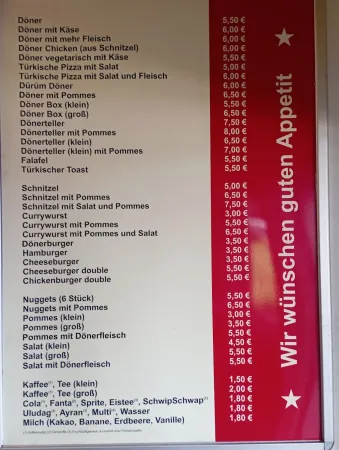 Döner 5,50 €
Döner mit Käse 6,00 €
Döner mit mehr Fleisch 6,00 €
Döner Chicken (aus Schnitzel) 6,00 €
Döner vegetarisch mit Käse 5,50 €
Türkische Pizza mit Salat 5,50 €
Türkische Pizza mit Salat und Fleisch 6,00 €
Dürüm Döner 6,00 €
Döner mit Pommes 6,50 €
Döner Box (klein) 5,50 €
Döner Box (groß) 6,50 €
Dönerteller 7,50 €
Dönerteller mit Pommes 8,00 €
Dönerteller (klein) 6,50 €
Dönerteller (klein) mit Pommes 7,00 €
Falafel 5,50 €
Türkischer Toast 5,50 €
Schnitzel 5,00 €
Schnitzel mit Pommes 6,50 €
Schnitzel mit Salat und Pommes 7,50 €
Currywurst 3,00 €
Currywurst mit Pommes 5,50 €
Currywurst mit Pommes und Salat 6,50 €
Dönerburger 3,50 €
Hamburger 3,50 €
Cheeseburger 3,50 €
Cheeseburger double 5,50 €
Chickenburger double 5,50 €
Nuggets (6 Stück) 5,50 €
Nuggets mit Pommes 6,50 €
Pommes (klein) 3,00 €
Pommes (groß) 3,50 €
Pommes mit Dönerfleisch 5,50 €
Salat (klein) 4,50 €
Salat (groß) 5,50 €
Salat mit Dönerfleisch 5,50 €
Kaffee, Tee (klein) 1,50 €
Kaffee, Tee (groß) 2,00 €
Cola, Fanta, Sprite, Eistee, SchwipSchwap 1,80 €
Uludag, Ayran, Multi, Wasser 1,80 €
Milch (Kakao, Banane, Erdbeere, Vanille) 1,80 €
Wir wünschen guten Appetit